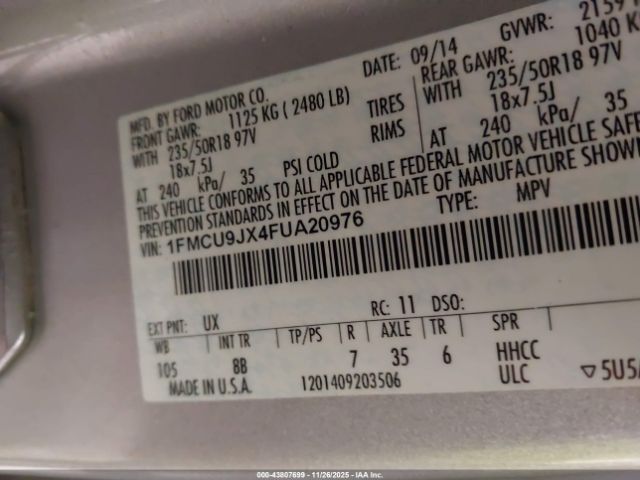 MFD. BY FORD MOTOR CO. DATE: 09/14 GVWR: 2159
FRONT GAWR: 1125 KG ( 2480 LB) REAR GAWR: 1040 K
WITH 235/50R18 97V TIRES WITH 235/50R18 97V
18x7.5J RIMS 18x7.5J
AT 240 kPa/ 35 PSI COLD AT 240 kPa/ 35
THIS VEHICLE CONFORMS TO ALL APPLICABLE FEDERAL MOTOR VEHICLE SAFE
PREVENTION STANDARDS IN EFFECT ON THE DATE OF MANUFACTURE SHOW
VIN: 1FMCU9JX4FUA20976 TYPE: MPV
EXT PNT: UX RC: 11 DSO:
WB INT TR TP/PS R AXLE TR SPR
105 8B 7 35 6 HHCC
MADE IN U.S.A. 1201409203506 ULC ▽5U5
000-43807699 - 11/26/2025 - IAA Inc.